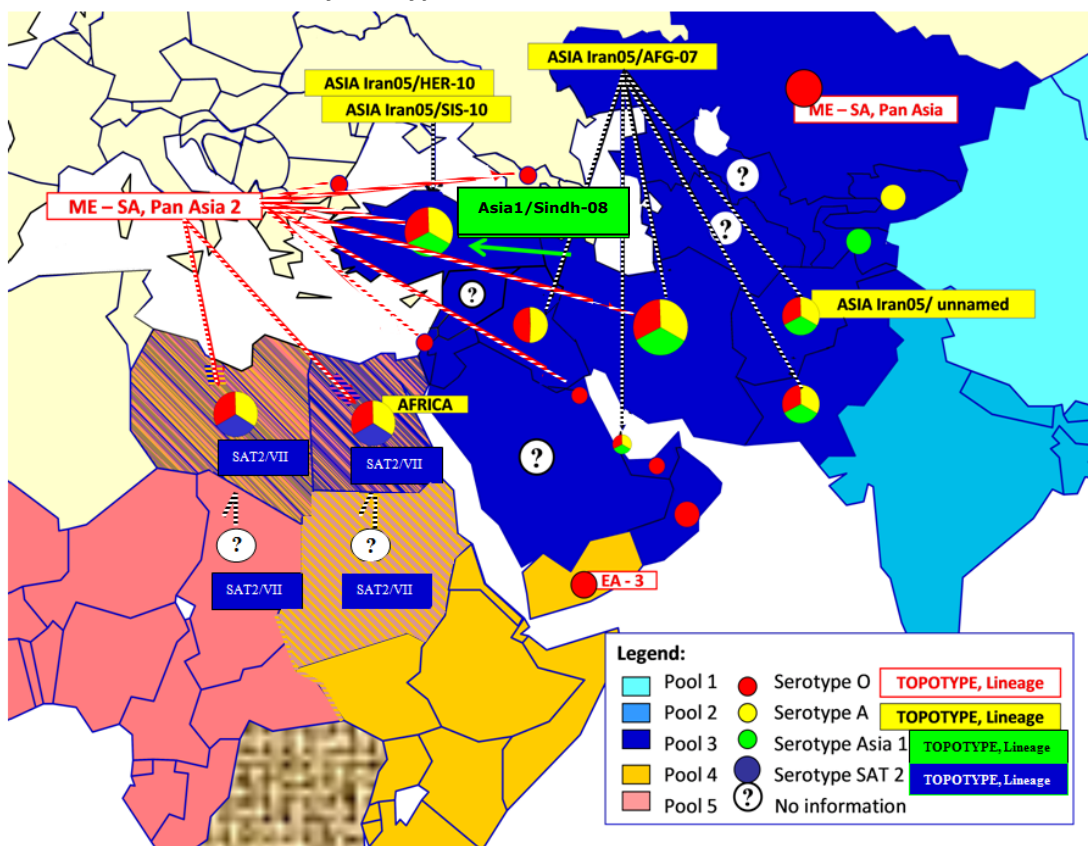 ASIA Iran05/AFG-07
ASIA Iran05/HER-10
ASIA Iran05/SIS-10
ME – SA, Pan Asia
?
ME – SA, Pan Asia 2
Asia1/Sindh-08
?
?
ASIA Iran05/ unnamed
AFRICA
SAT2/VII
SAT2/VII
?
?
?
SAT2/VII
SAT2/VII
EA - 3
Legend:
Pool 1
Pool 2
Pool 3
Pool 4
Pool 5
Serotype O
Serotype A
Serotype Asia 1
Serotype SAT 2
? No information
TOPOTYPE, Lineage
TOPOTYPE, Lineage
TOPOTYPE, Lineage
TOPOTYPE, Lineage